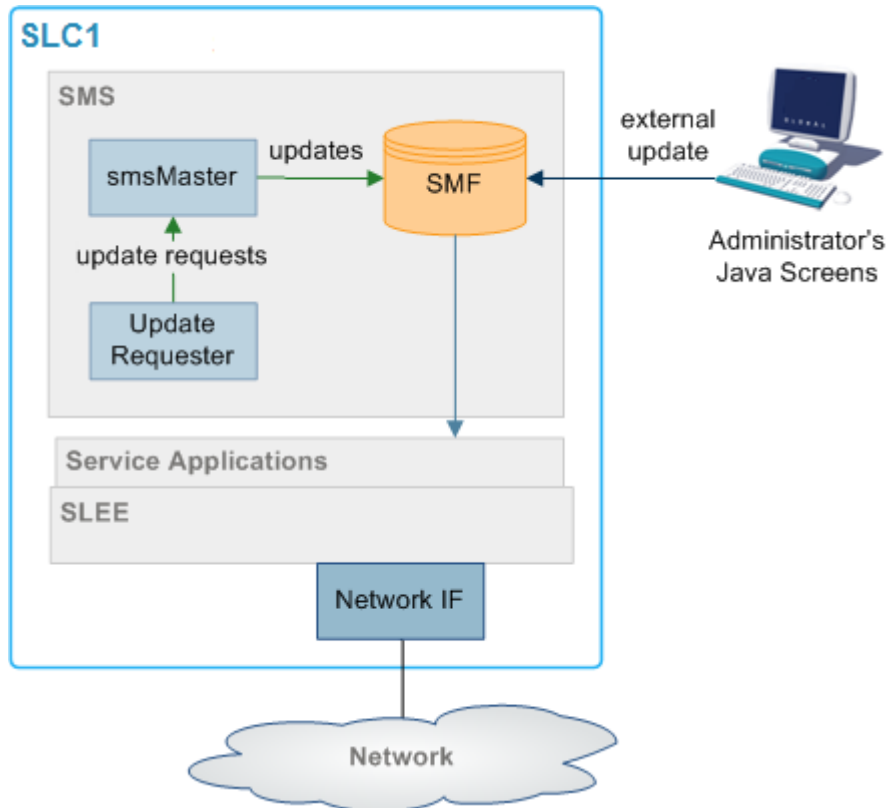 SLC1
SMS
smsMaster
updates
SMF
external
update
update requests
Update
Requester
Administrator's
Java Screens
Service Applications
SLEE
Network IF
Network
GLOBAL